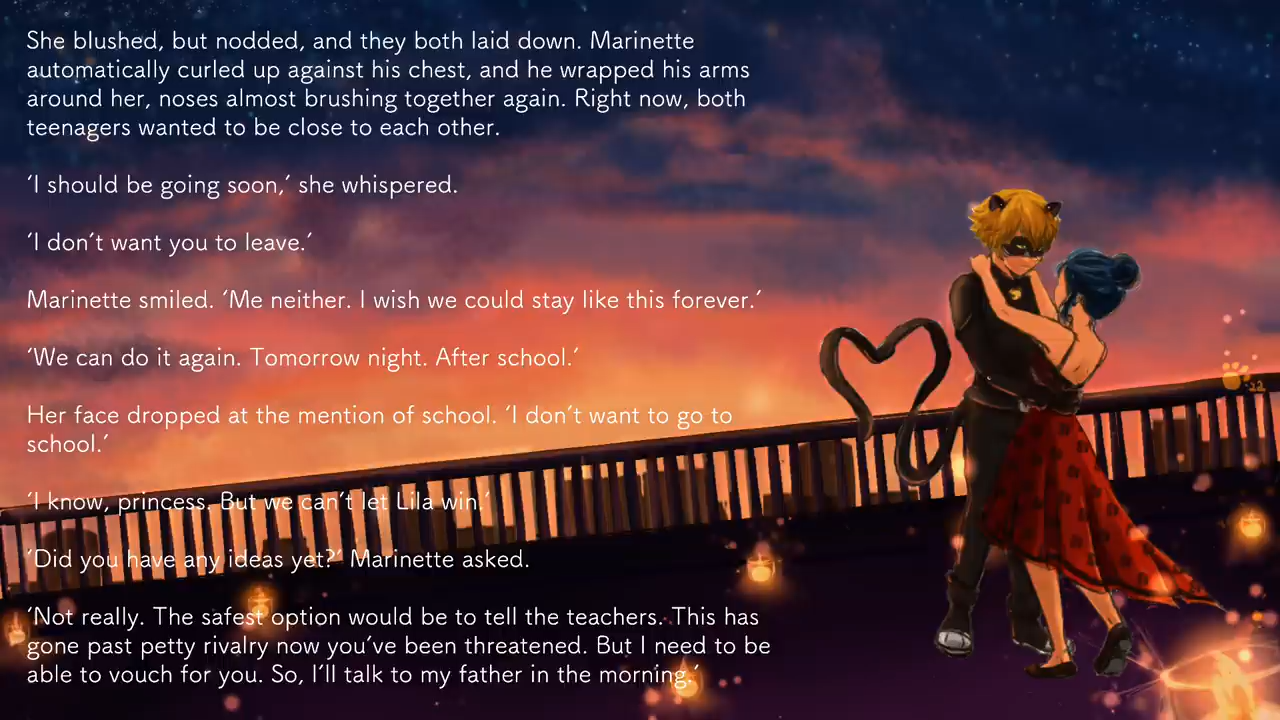 She blushed, but nodded, and they both laid down. Marinette
automatically curled up against his chest, and he wrapped his arms
around her, noses almost brushing together again. Right now, both
teenagers wanted to be close to each other.
‘I should be going soon,’ she whispered.
‘I don’t want you to leave.’
Marinette smiled. ‘Me neither. I wish we could stay like this forever.’
‘We can do it again. Tomorrow night. After school.’
Her face dropped at the mention of school. ‘I don’t want to go to
school.’
‘I know, princess. But we can’t let Lila win.’
‘Did you have any ideas yet?’ Marinette asked.
‘Not really. The safest option would be to tell the teachers. This has
gone past petty rivalry now you’ve been threatened. But I need to be
able to vouch for you. So, I’ll talk to my father in the morning.’